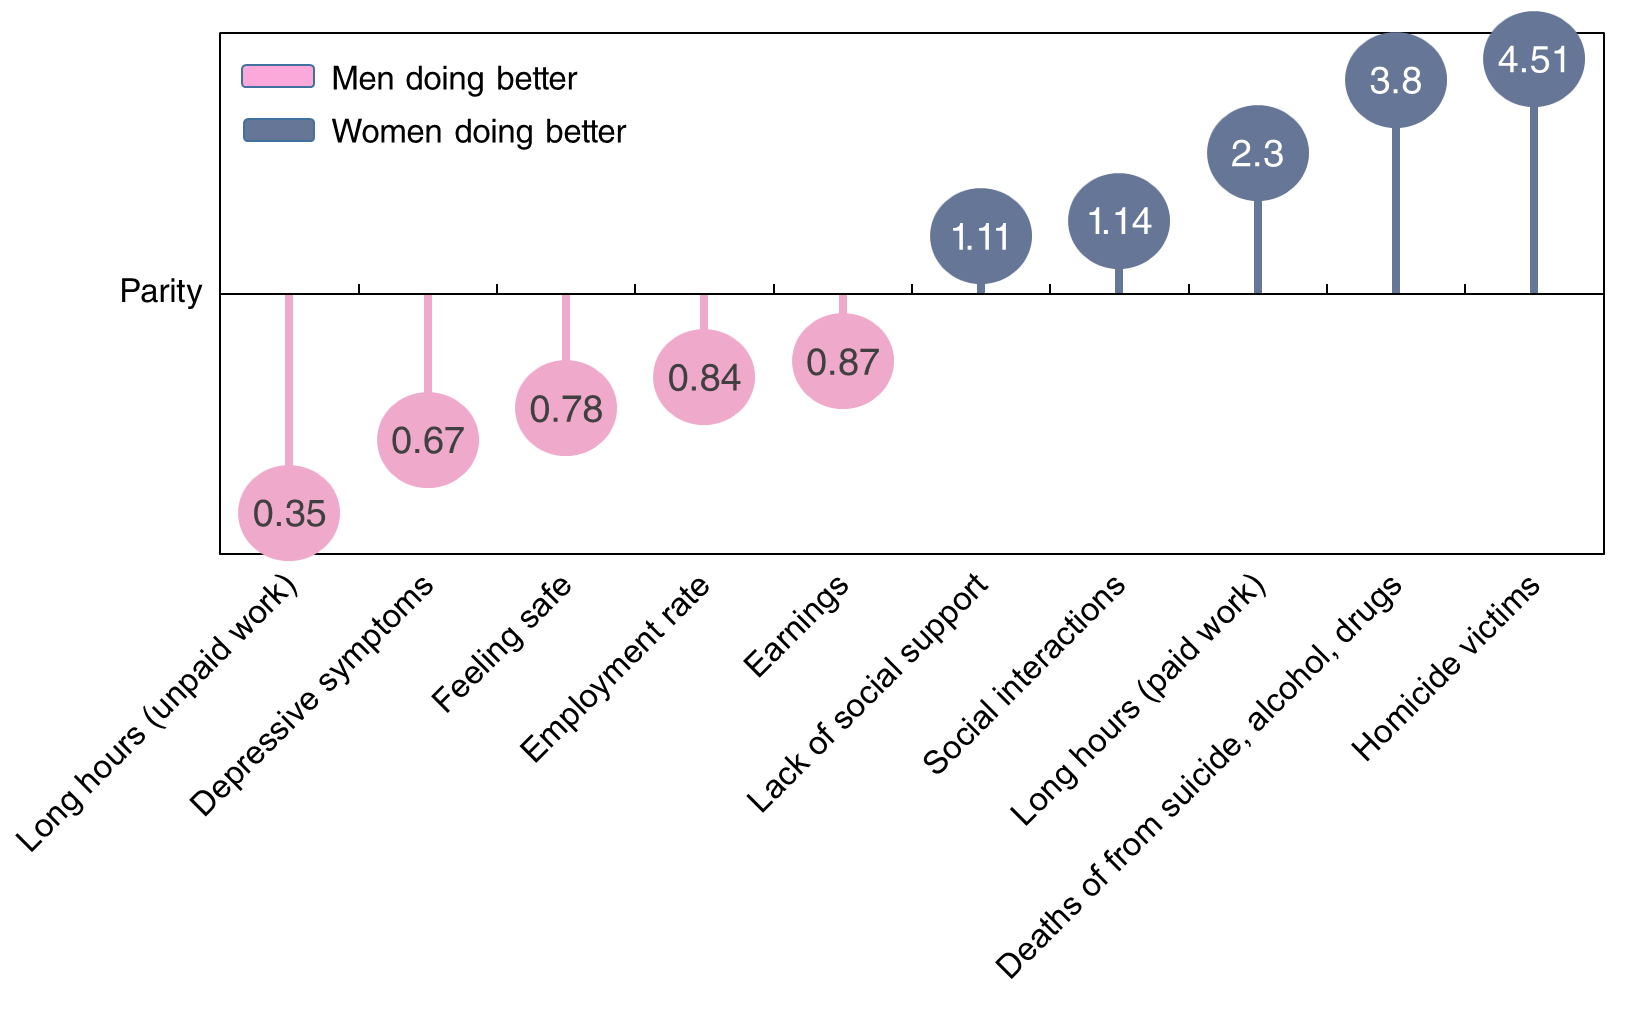 Men doing better
Women doing better
4.51
3.8
2.3
1.14
1.11
Parity
0.87
0.84
0.78
0.67
0.35
Long hours (unpaid work)
Depressive symptoms
Feeling safe
Employment rate
Earnings
Lack of social support
Social interactions
Long hours (paid work)
Deaths of from suicide, alcohol, drugs
Homicide victims